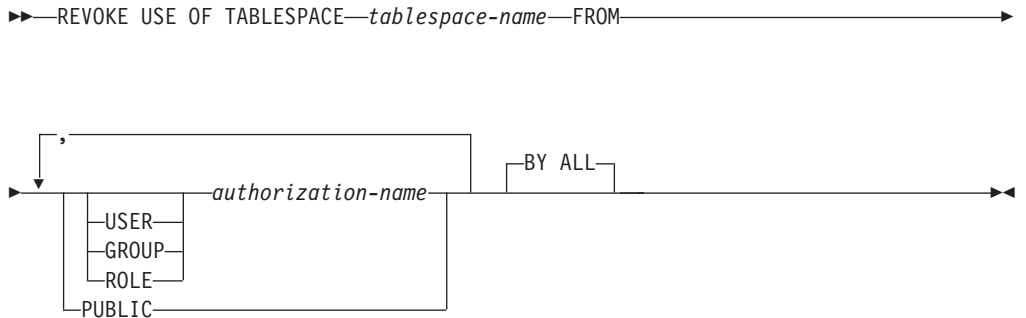 REVOKE USE OF TABLESPACE tablespace-name FROM
,
BY ALL
authorization-name
USER
GROUP
ROLE
PUBLIC